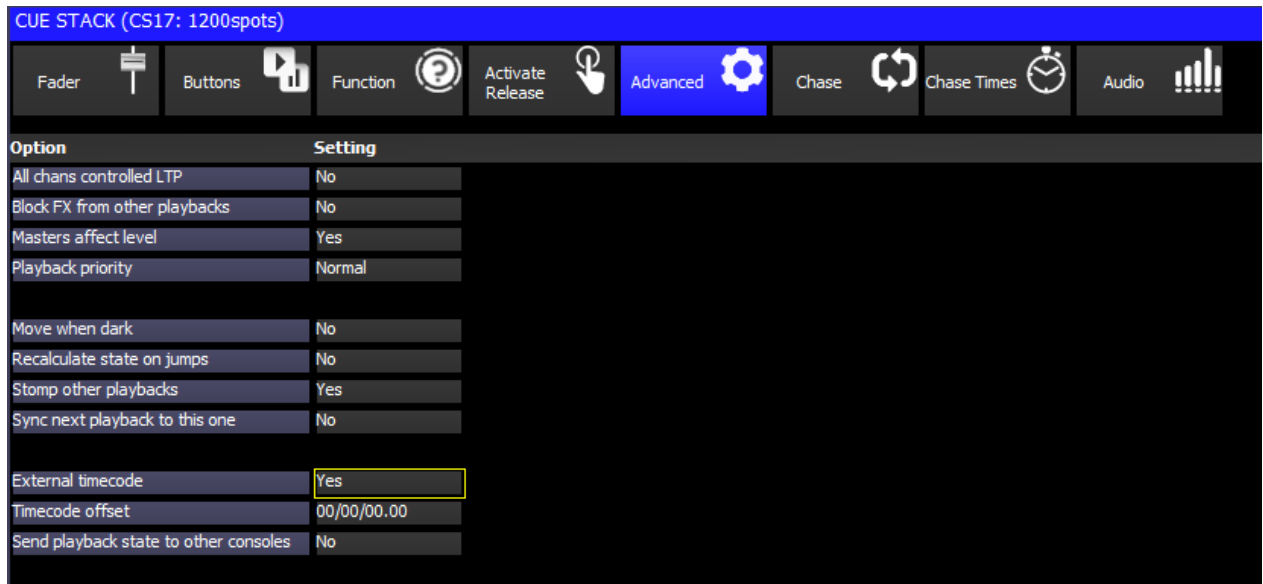 CUE STACK (CS17: 1200spots)
Fader Buttons Function Activate Release Advanced Chase Chase Times Audio
Option Setting
All chans controlled LTP No
Block FX from other playbacks No
Masters affect level Yes
Playback priority Normal
Move when dark No
Recalculate state on jumps No
Stomp other playbacks Yes
Sync next playback to this one No
External timecode Yes
Timecode offset 00/00/00.00
Send playback state to other consoles No